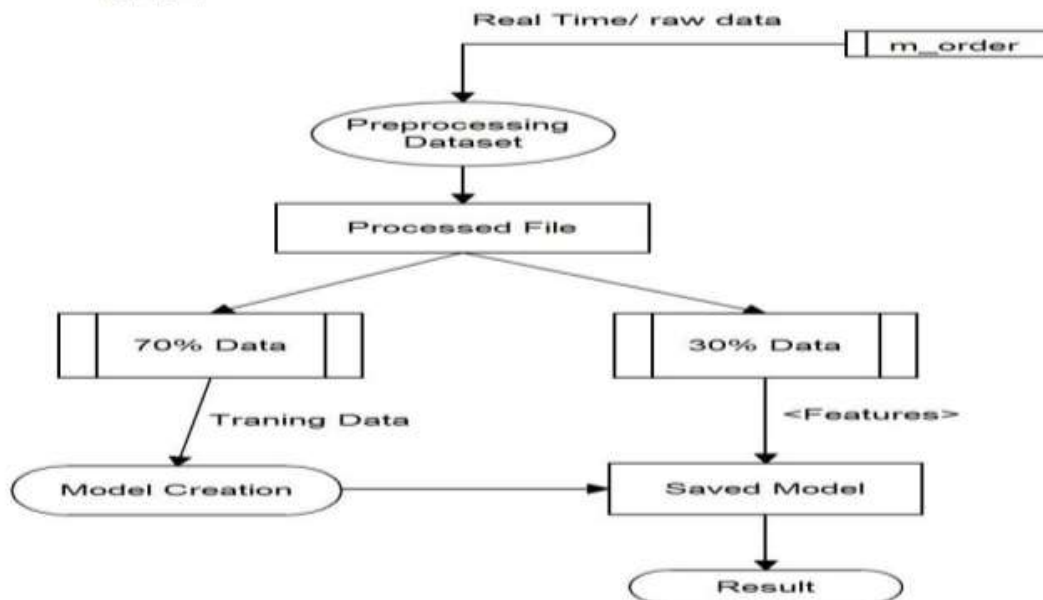 Real Time/ raw data
m_order
Preprocessing
Dataset
Processed File
70% Data
30% Data
Traning Data
<Features>
Model Creation
Saved Model
Result